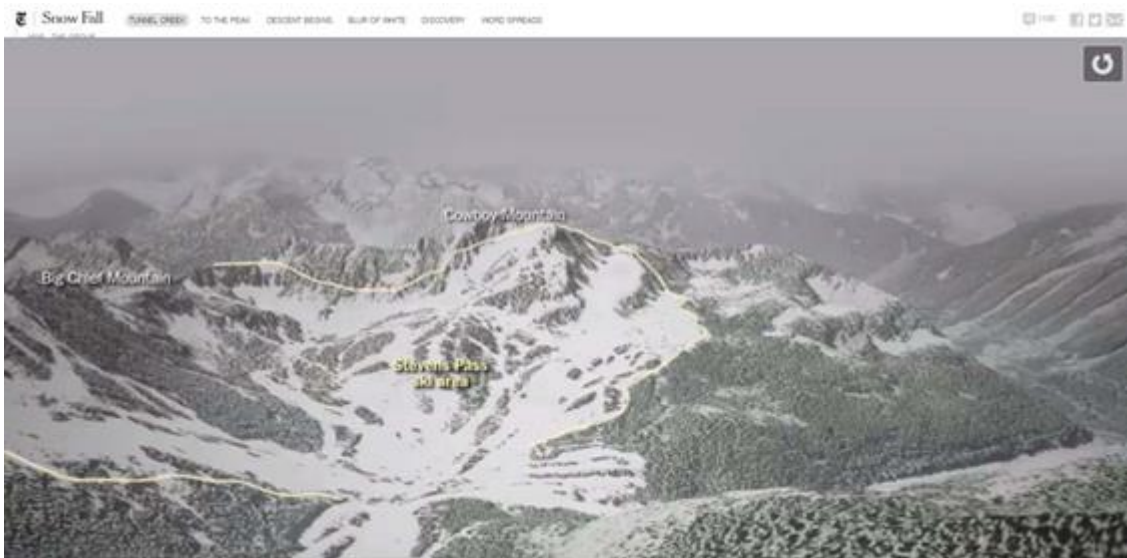 Snow Fall
TUNNEL CREEK
TO THE PEAK
DESCENT BEGINS
BLUR OF WHITE
DISCOVERY
WORD SPREADS
Cowboy Mountain
Big Chief Mountain
Stevens Pass
ski area